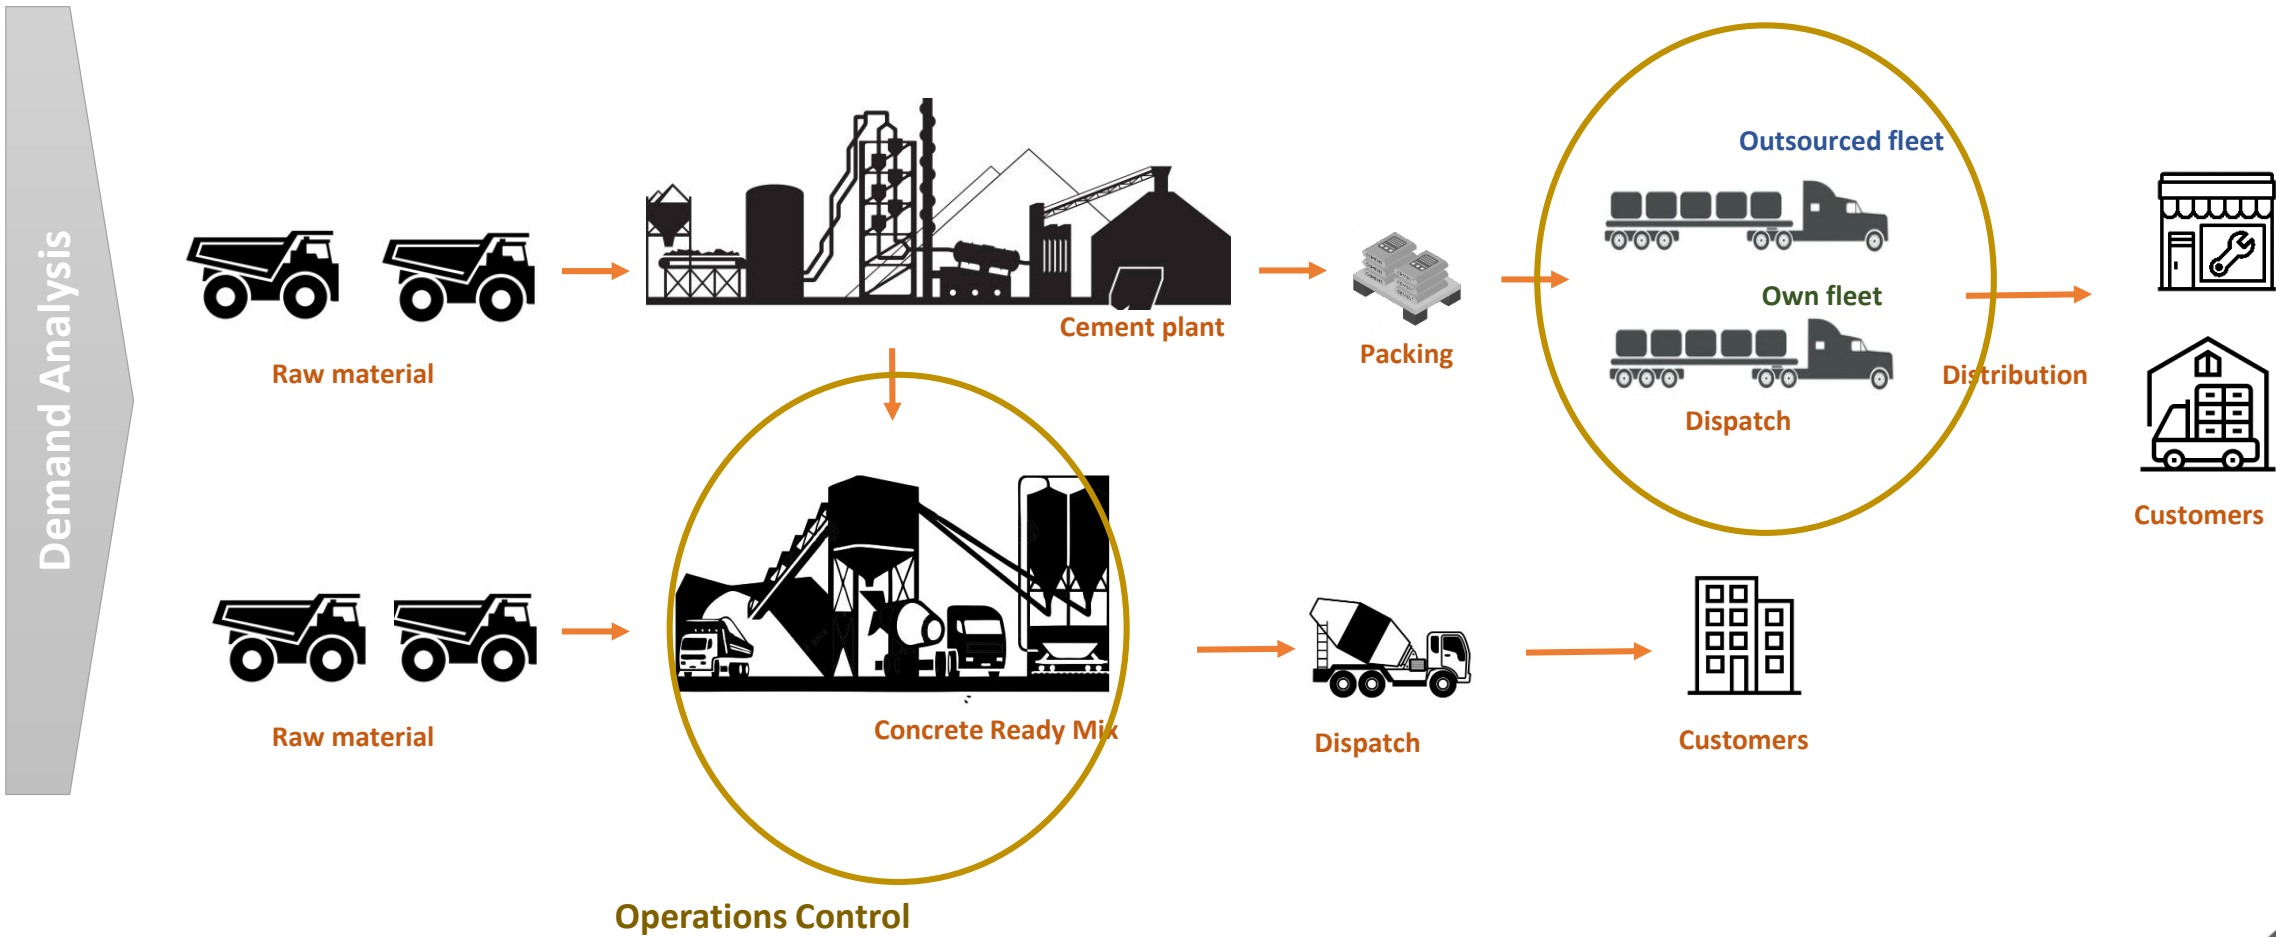 Demand Analysis
Outsourced fleet
Own fleet
Cement plant
Packing
Raw material
Distribution
Dispatch
Customers
Raw material
Concrete Ready Mix
Dispatch
Customers
Operations Control